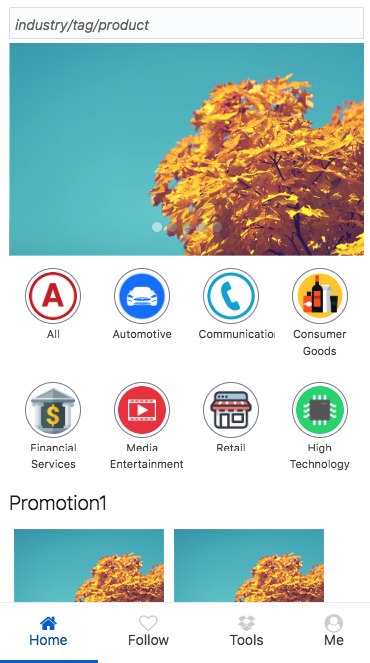 industry/tag/product
A
All
Automotive
Communication
Consumer
Goods
$
Financial
Services
Media
Entertainment
Retail
High
Technology
Promotion1
Home
Follow
Tools
Me